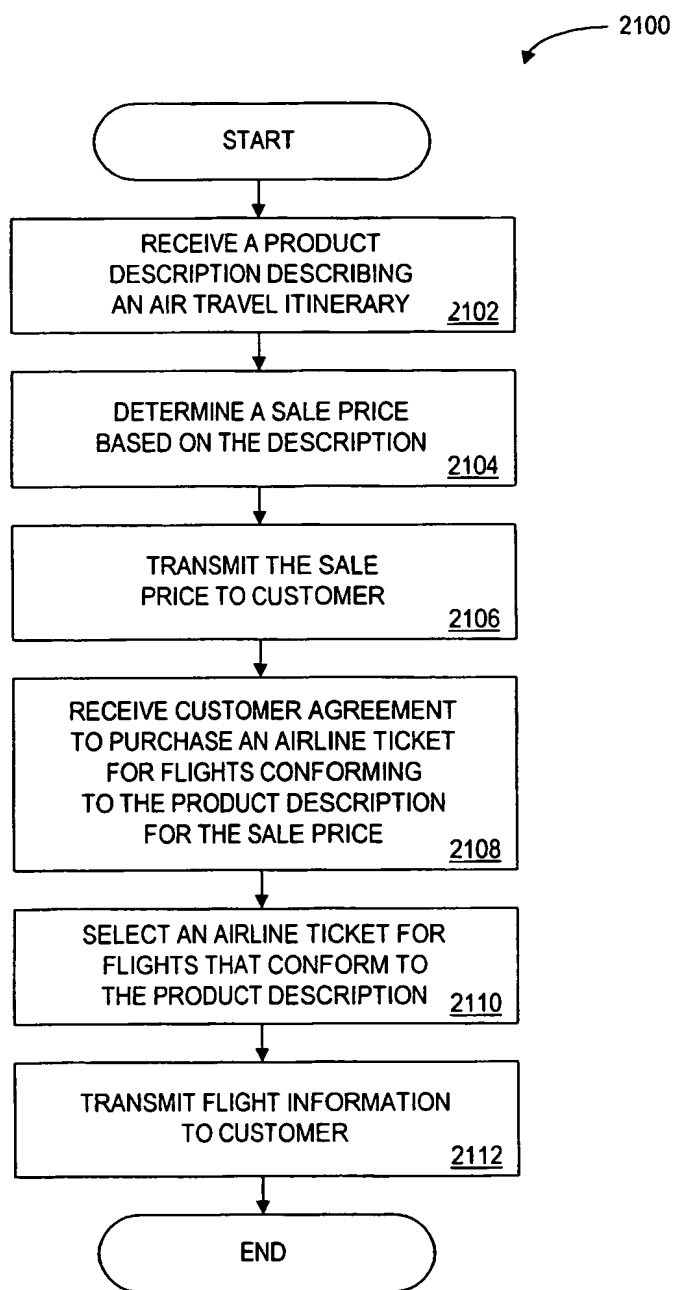 2100
START
RECEIVE A PRODUCT
DESCRIPTION DESCRIBING
AN AIR TRAVEL ITINERARY
2102
DETERMINE A SALE PRICE
BASED ON THE DESCRIPTION
2104
TRANSMIT THE SALE
PRICE TO CUSTOMER
2106
RECEIVE CUSTOMER AGREEMENT
TO PURCHASE AN AIRLINE TICKET
FOR FLIGHTS CONFORMING
TO THE PRODUCT DESCRIPTION
FOR THE SALE PRICE
2108
SELECT AN AIRLINE TICKET FOR
FLIGHTS THAT CONFORM TO
THE PRODUCT DESCRIPTION
2110
TRANSMIT FLIGHT INFORMATION
TO CUSTOMER
2112
END